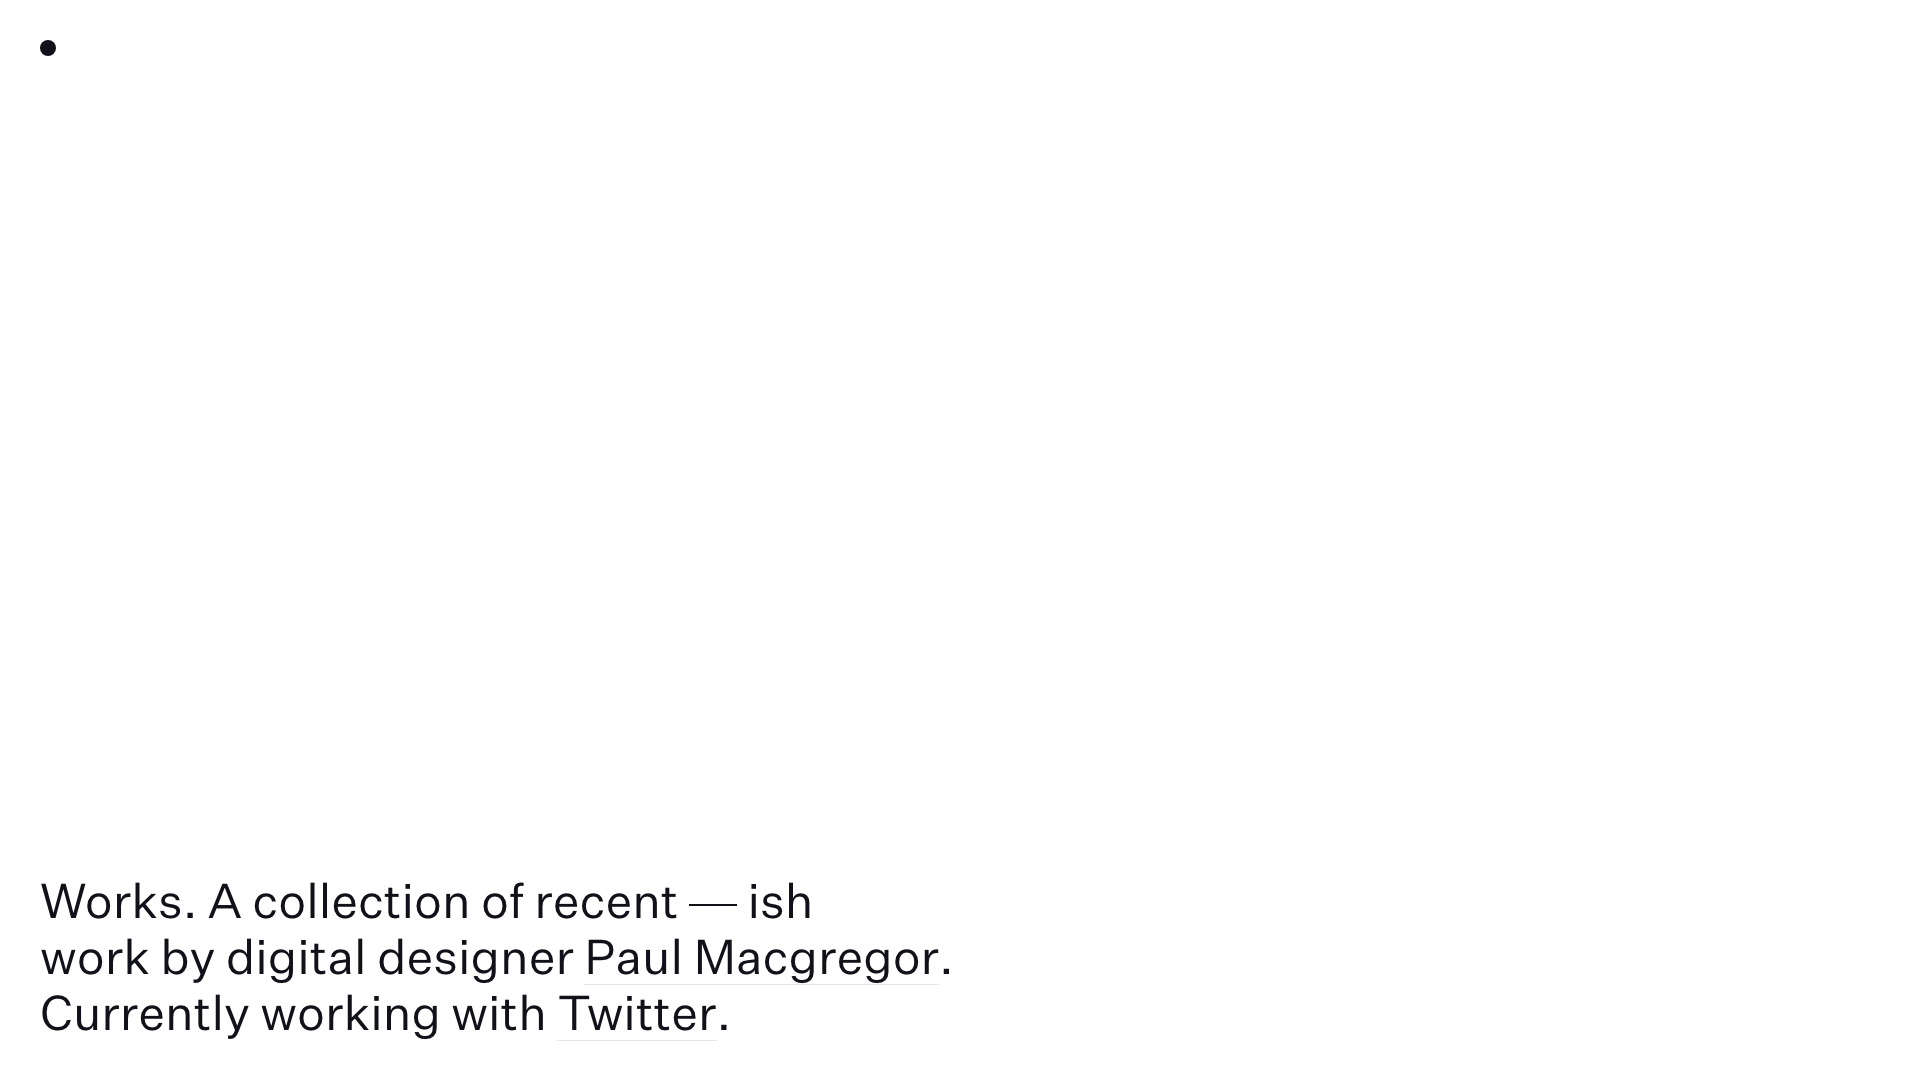 Works. A collection of recent — ish
work by digital designer Paul Macgregor.
Currently working with Twitter.